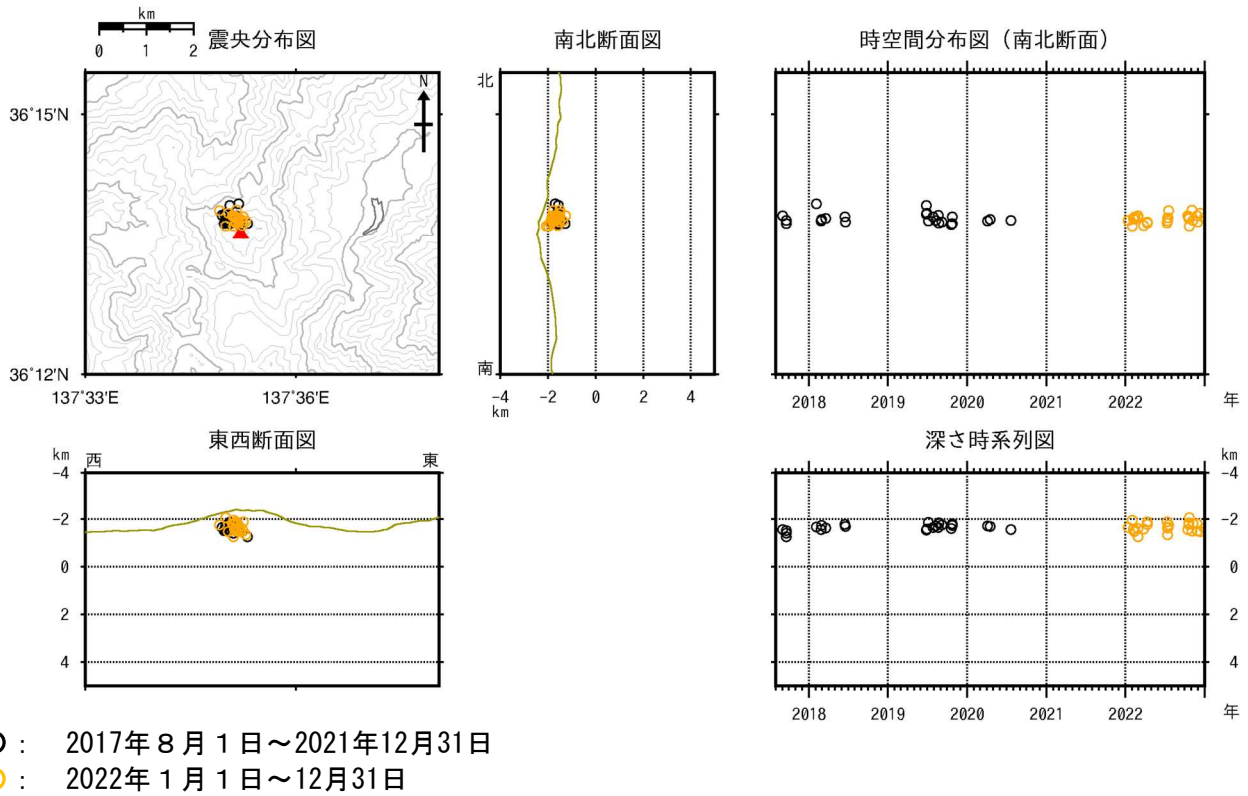 km
0 1 2
震央分布図
N
36°15′N
36°12′N
137°33′E 137°36′E
南北断面図
北
南
-4 -2 0 2 4
km
時空間分布図（南北断面）
2018 2019 2020 2021 2022 年
東西断面図
km 西 東
-4
-2
0
2
4
深さ時系列図
km
-4
-2
0
2
4
2018 2019 2020 2021 2022 年
： 2017年８月１日～2021年12月31日
： 2022年１月１日～12月31日